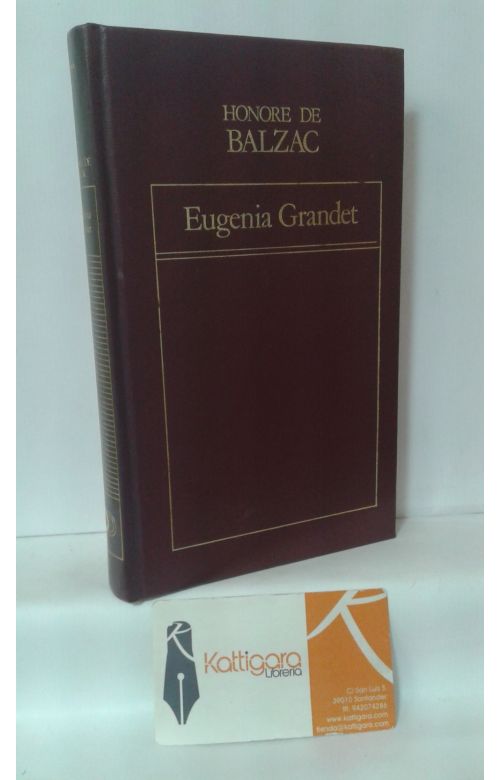 HONORE DE
BALZAC
Eugenia Grandet
Kattigara
Librería
C/ San Luis 5.
39010 Santander
tlf. 942074286
www.kattigara.com
tienda@kattigara.com